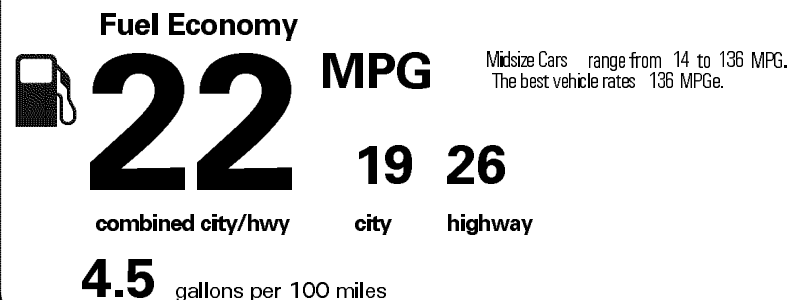 Fuel Economy
22 MPG
Midsize Cars range from 14 to 136 MPG.
The best vehicle rates 136 MPGe.
19 26
combined city/hwy city highway
4.5 gallons per 100 miles